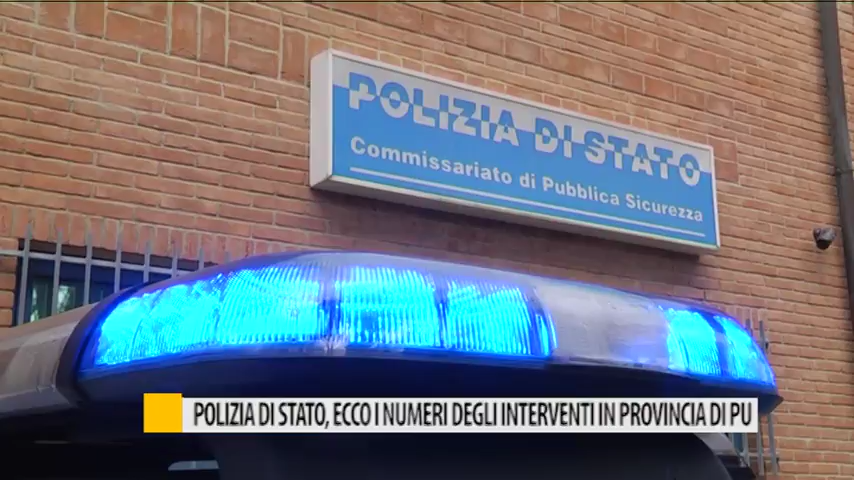 POLIZIA DI STATO
Commissariato di Pubblica Sicurezza
POLIZIA DI STATO, ECCO I NUMERI DEGLI INTERVENTI IN PROVINCIA DI PU